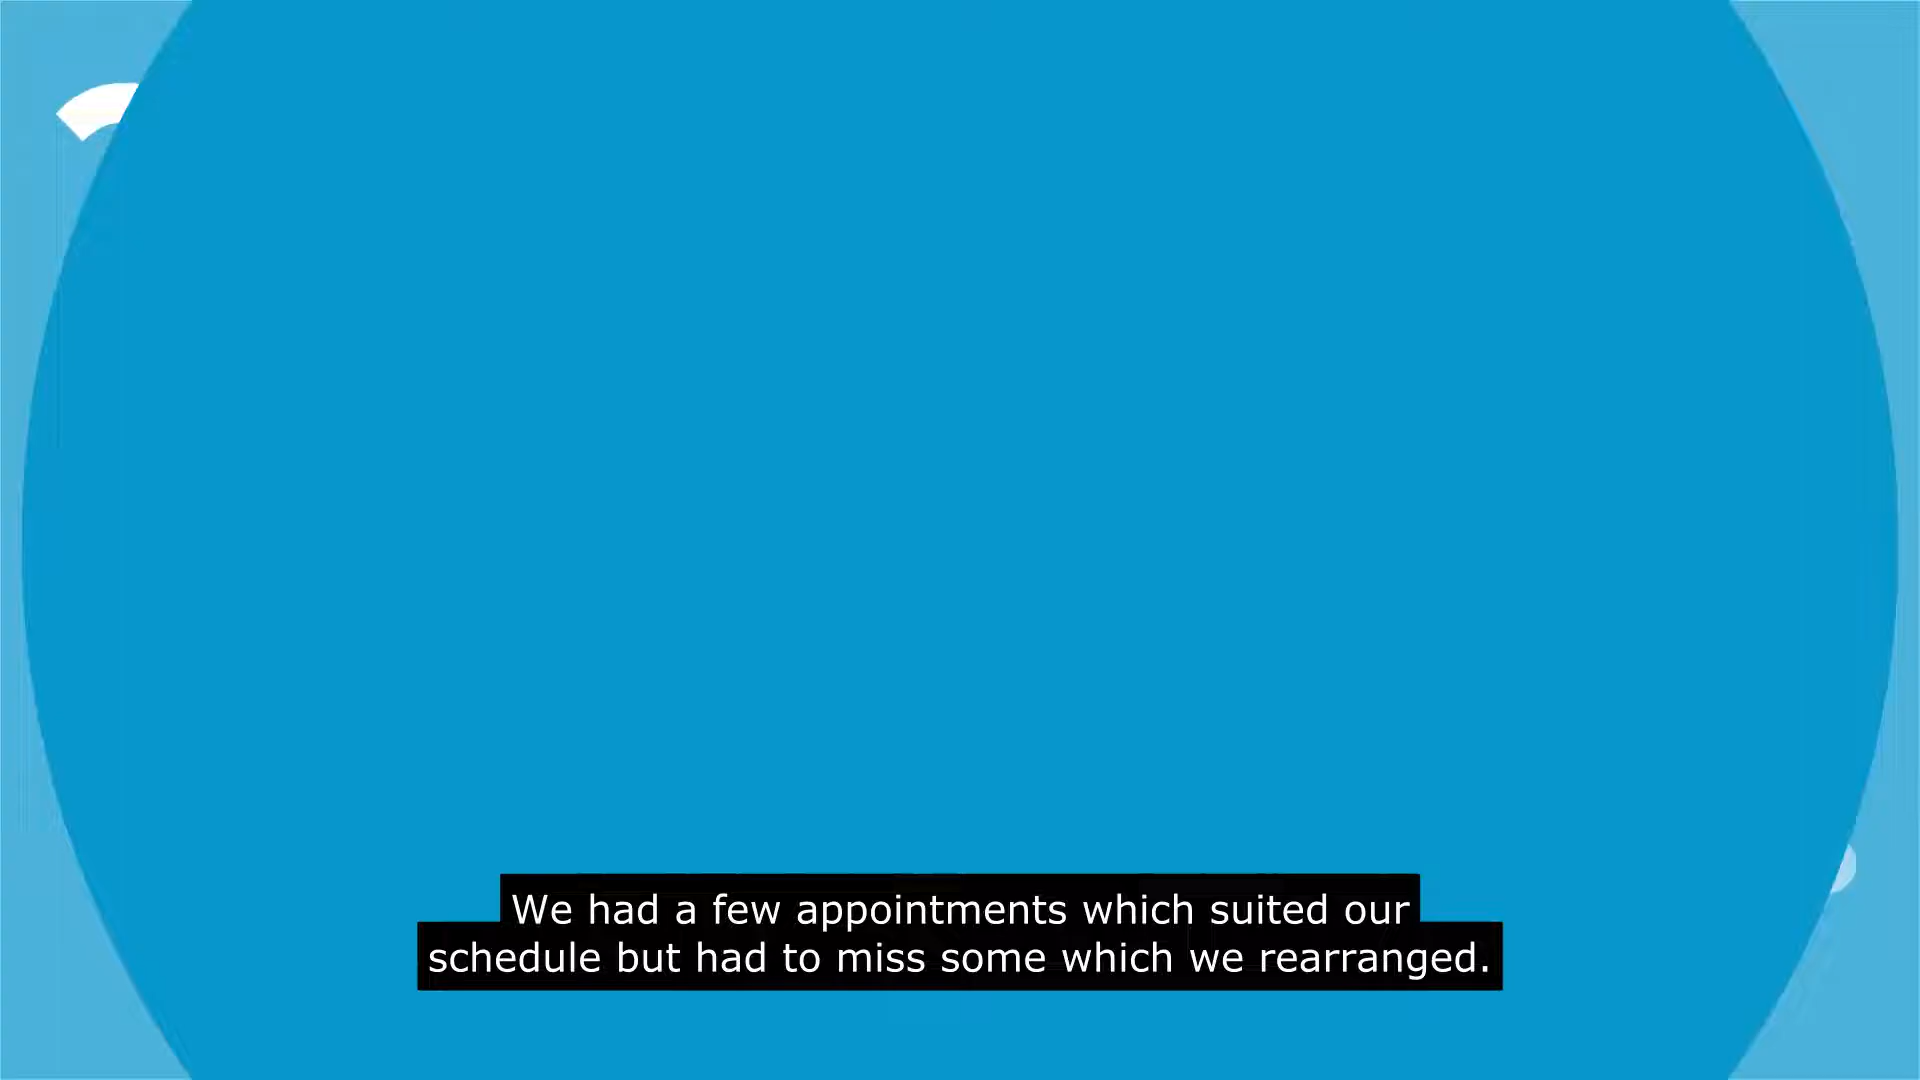 We had a few appointments which suited our
schedule but had to miss some which we rearranged.